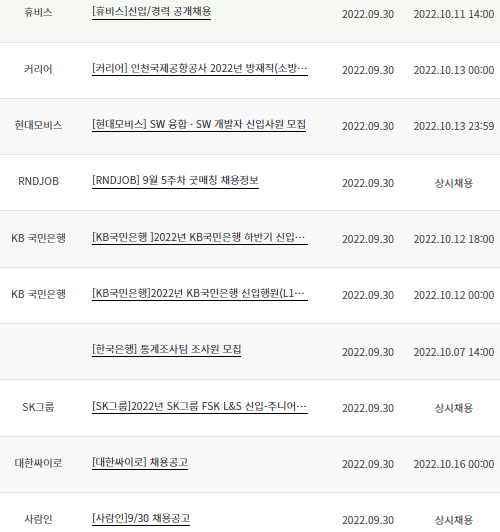 휴비스 [휴비스]신입/경력 공개채용 2022.09.30 2022.10.11 14:00
커리어 [커리어] 인천국제공항공사 2022년 방재직(소방··· 2022.09.30 2022.10.13 00:00
현대모비스 [현대모비스] SW 융합 · SW 개발자 신입사원 모집 2022.09.30 2022.10.13 23:59
RNDJOB [RNDJOB] 9월 5주차 굿매칭 채용정보 2022.09.30 상시채용
KB 국민은행 [KB국민은행 ]2022년 KB국민은행 하반기 신입··· 2022.09.30 2022.10.12 18:00
KB 국민은행 [KB국민은행]2022년 KB국민은행 신입행원(L1··· 2022.09.30 2022.10.12 00:00
[한국은행] 통계조사팀 조사원 모집 2022.09.30 2022.10.07 14:00
SK그룹 [SK그룹]2022년 SK그룹 FSK L&S 신입-주니어··· 2022.09.30 상시채용
대한싸이로 [대한싸이로] 채용공고 2022.09.30 2022.10.16 00:00
사람인 [사람인]9/30 채용공고 2022.09.30 상시채용